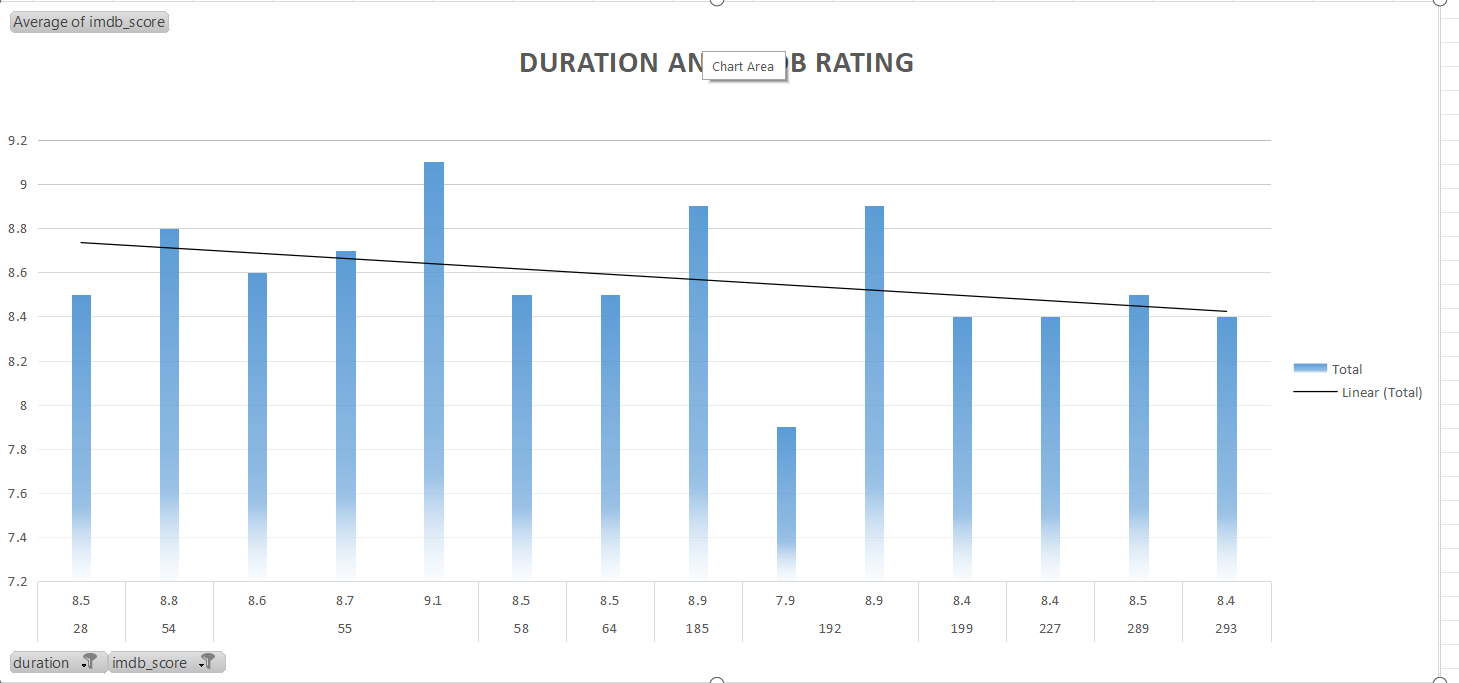 Average of imdb_score
DURATION AN
B RATING
Chart Area
9.2
9
8.8
8.6
8.4
8.2
8
7.8
7.6
7.4
7.2
8.5 8.8 8.6 8.7 9.1 8.5 8.5 8.9 7.9 8.9 8.4 8.4 8.5 8.4
28 54 55 58 64 185 192 199 227 289 293
Total
Linear (Total)
duration imdb_score